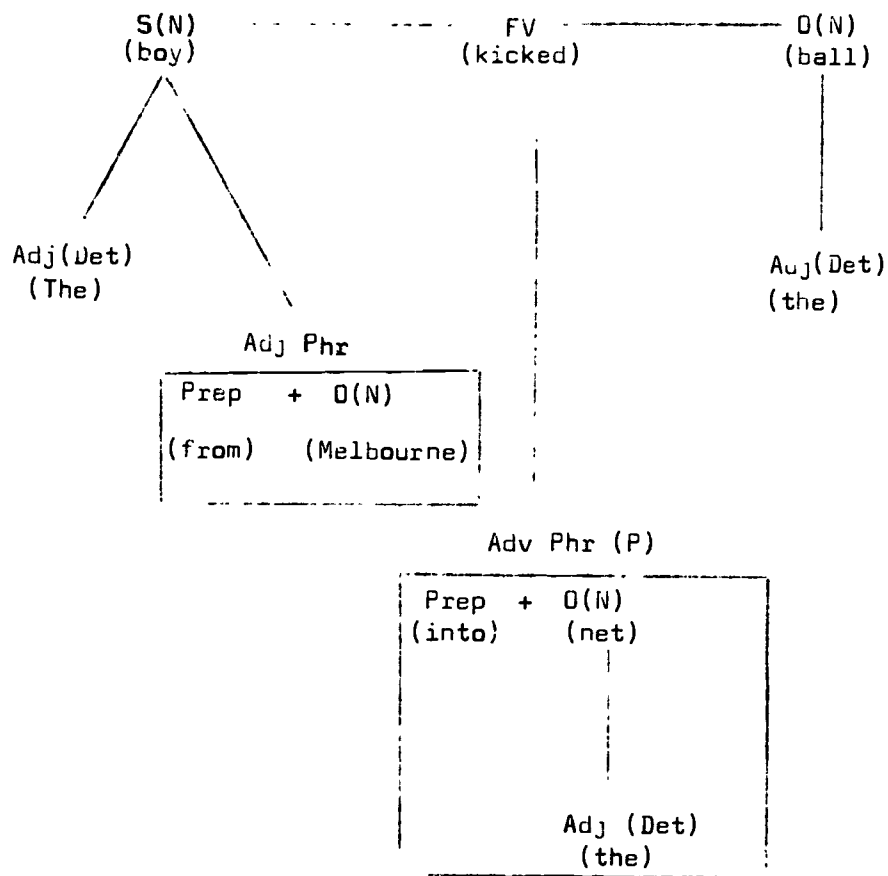 S(N) FV O(N)
(boy) (kicked) (ball)
Adj(Det) Adj(Det)
(The) (the)
Adj Phr
Prep + O(N)
(from) (Melbourne)
Adv Phr (P)
Prep + O(N)
(into) (net)
Adj (Det)
(the)